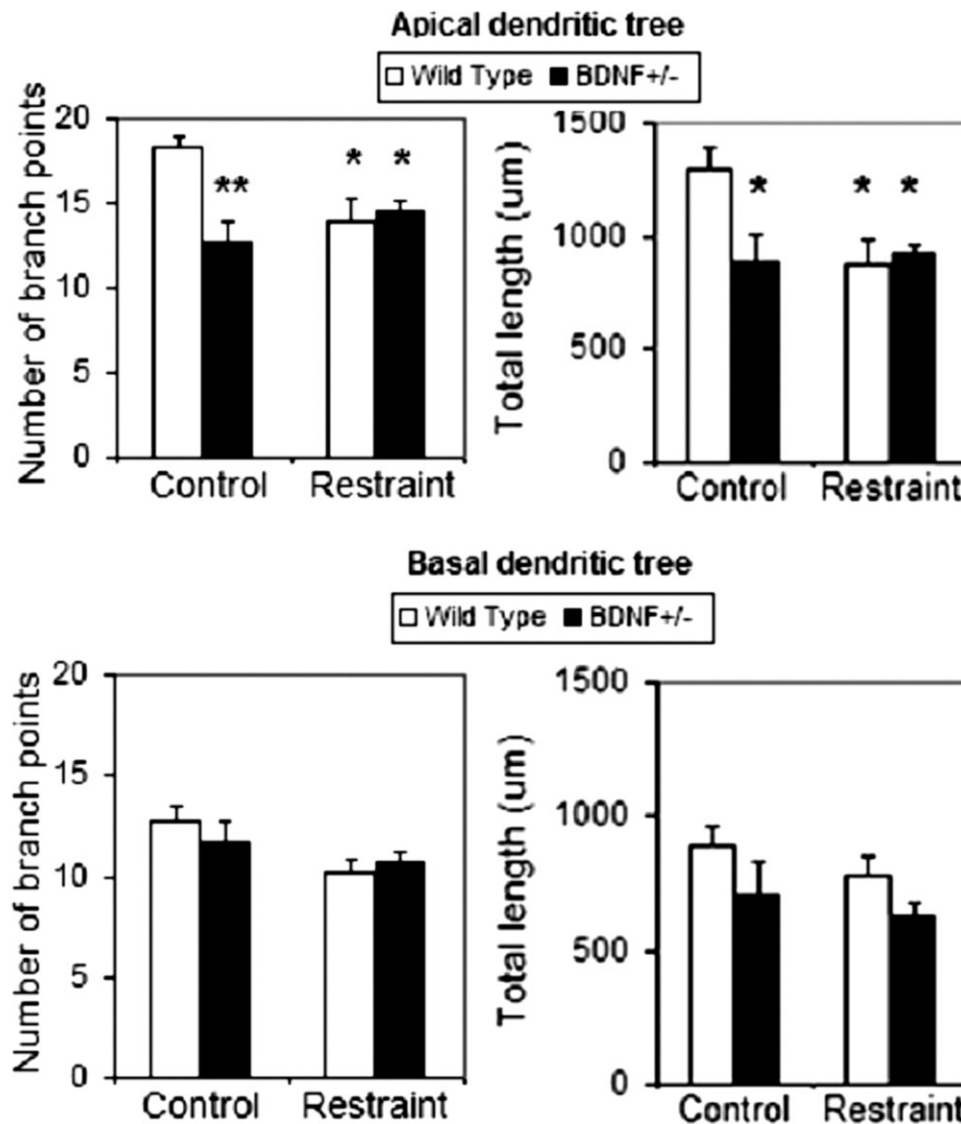 Apical dendritic tree
Wild Type BDNF+/-
Number of branch points
20
15
10
5
0
** * *
Control Restraint
Total length (um)
1500
1000
500
0
* * *
Control Restraint
Basal dendritic tree
Wild Type BDNF+/-
Number of branch points
20
15
10
5
0
Control Restraint
Total length (um)
1500
1000
500
0
Control Restraint